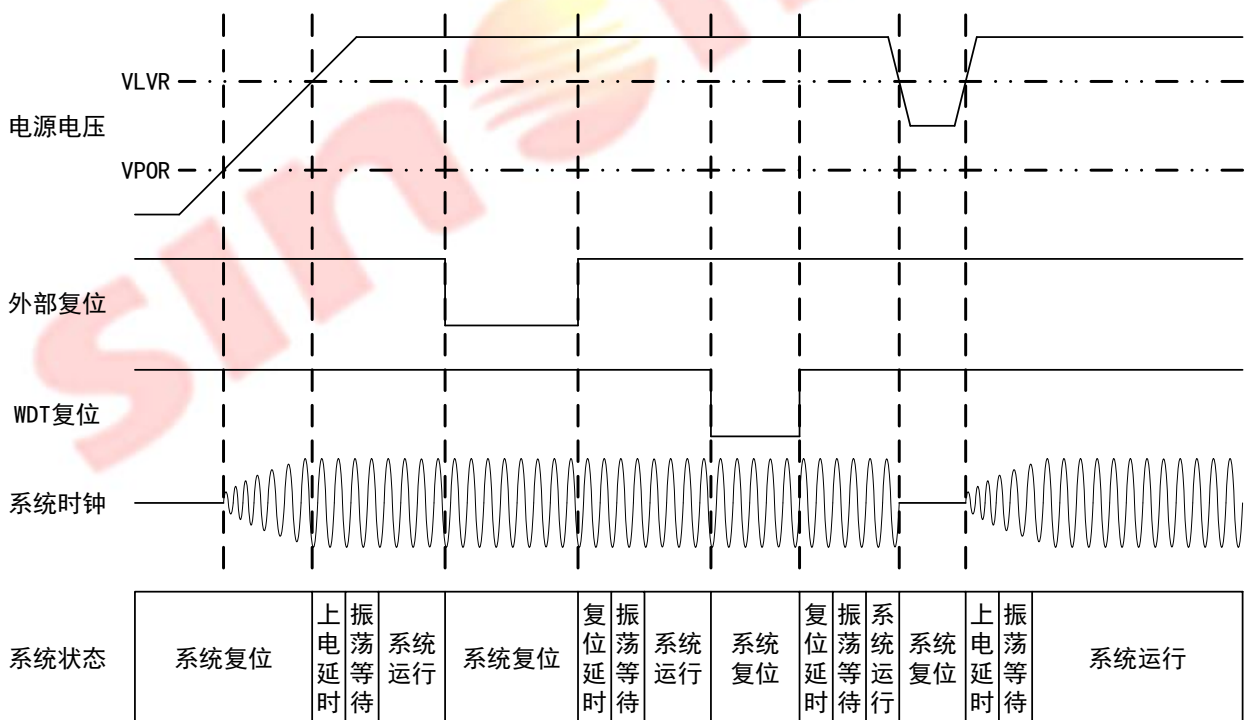 VLVR
电源电压
VPOR
外部复位
WDT复位
系统时钟
系统状态
系统复位
上电延时
振荡等待
系统
运行
系统复位
复位延时
振荡等待
系统
运行
系统
复位
复位延时
振荡等待
系统运行
系统
复位
上电延时
振荡等待
系统运行